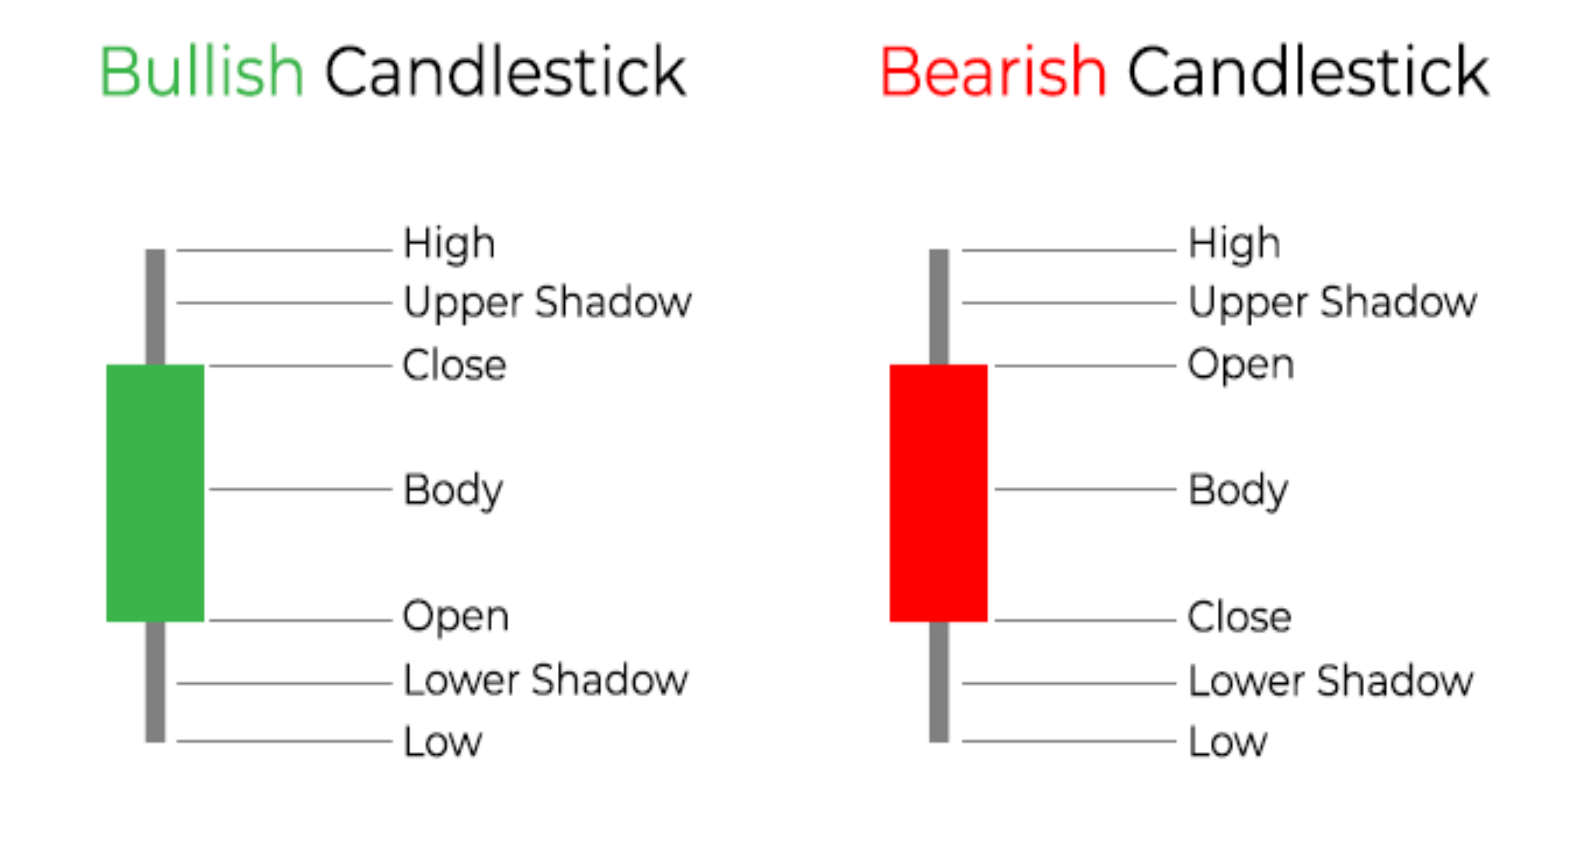 Bullish Candlestick
High
Upper Shadow
Close
Body
Open
Lower Shadow
Low
Bearish Candlestick
High
Upper Shadow
Open
Body
Close
Lower Shadow
Low